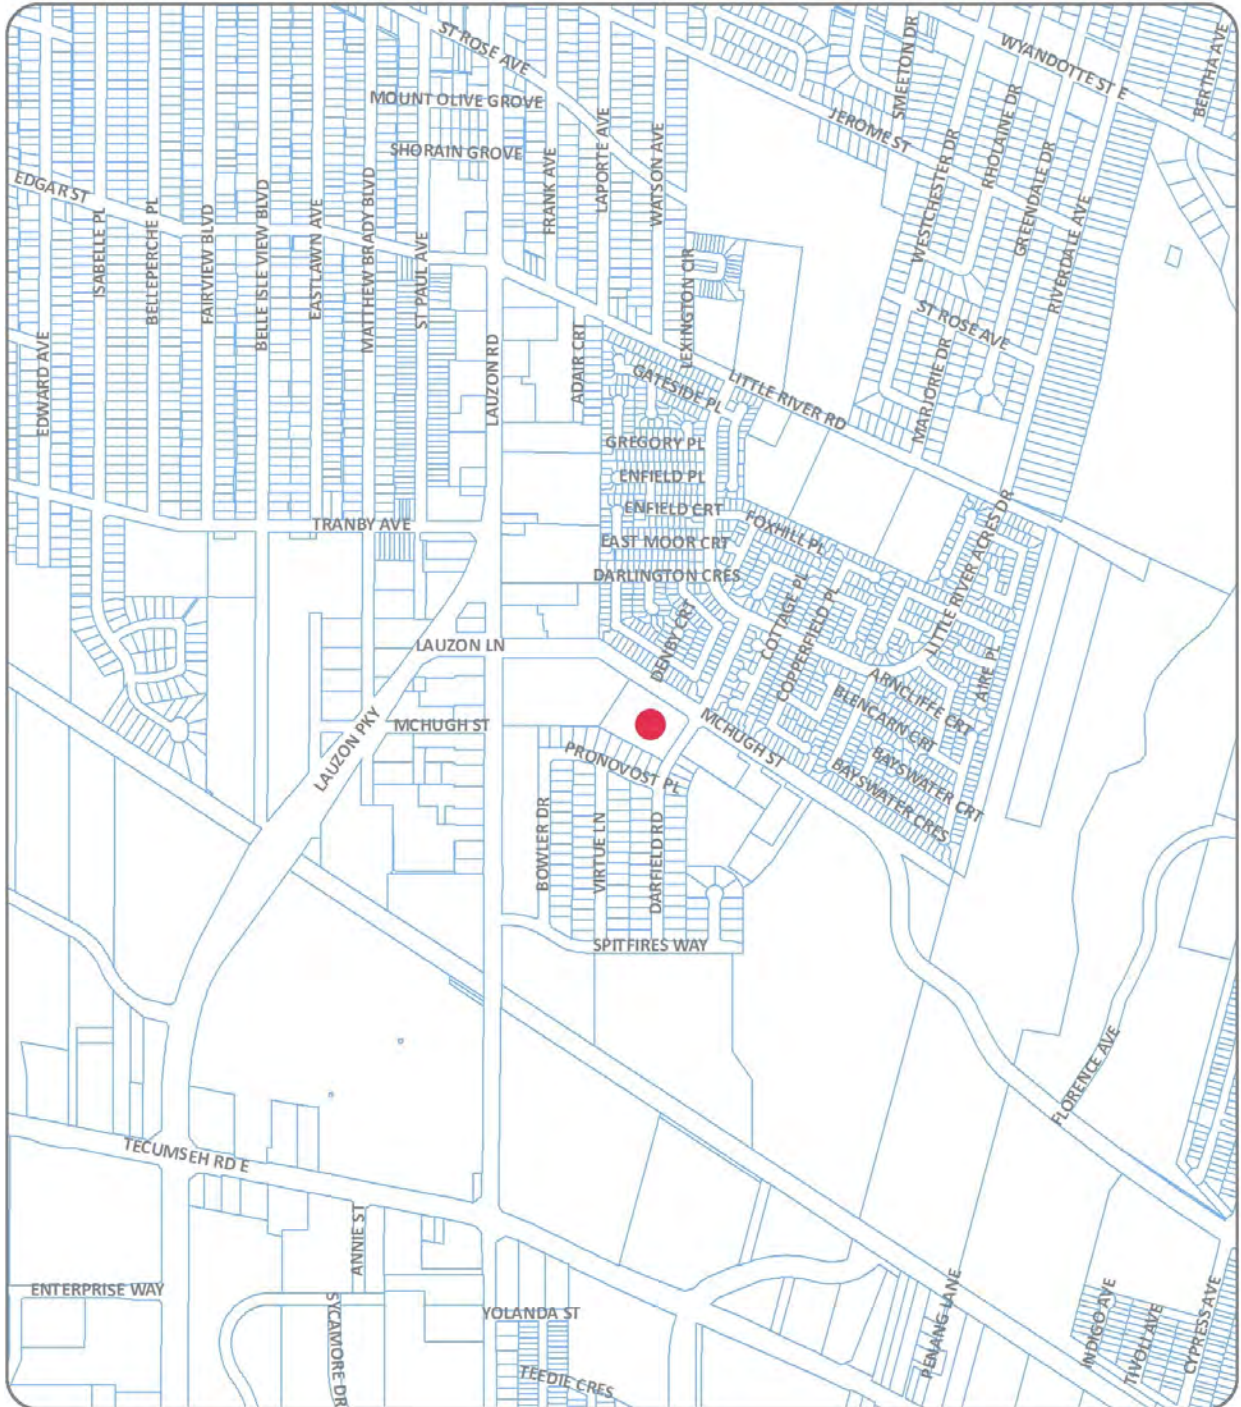 ST ROSE AVE
SMEETON DR
WYANDOTTE ST E
BERTHA AVE
MOUNT OLIVE GROVE
JEROME ST
RHOTAINE DR
SHORAIN GROVE
LAPORTE AVE
WATSON AVE
FRANK AVE
WESTCHESTER DR
GREENDALE DR
EDGAR ST
ISABELLE PL
BELLEPERCHE PL
FAIRVIEW BLVD
BELLE ISLE VIEW BLVD
EASTLAWN AVE
MATTHEW BRADY BLVD
ST PAUL AVE
RIVERDALE AVE
LEXINGTON CIR
ST ROSE AVE
EDWARD AVE
LAUZON RD
ADAIR CRT
GATESIDE PL
LITTLE RIVER RD
MARJORIE DR
GREGORY PL
ENFIELD PL
ENFIELD CRT
FOXHILL PL
TRANBY AVE
EAST MOOR CRT
DARLINGTON CRES
LITTLE RIVER ACRES DR
COTTAGE PL
COPPERFIELD PL
DENBY CRT
LAUZON LN
ARNCLIFFE CRT
AIRE PL
BLENCARN CRT
MCHUGH ST
MCHUGH ST
LAUZON PKY
PRONOVOST PL
BAYSWATER CRT
BAYSWATER CRES
BOWLER DR
VIRTUE LN
DARFIELD RD
SPITFIRES WAY
FLORENCE AVE
TECUMSEH RD E
ANNIE ST
ENTERPRISE WAY
SYCAMORE DR
YOLANDA ST
TEEDIE CRES
PENANG LANE
INDIGO AVE
TIVOLI AVE
CYPRESS AVE